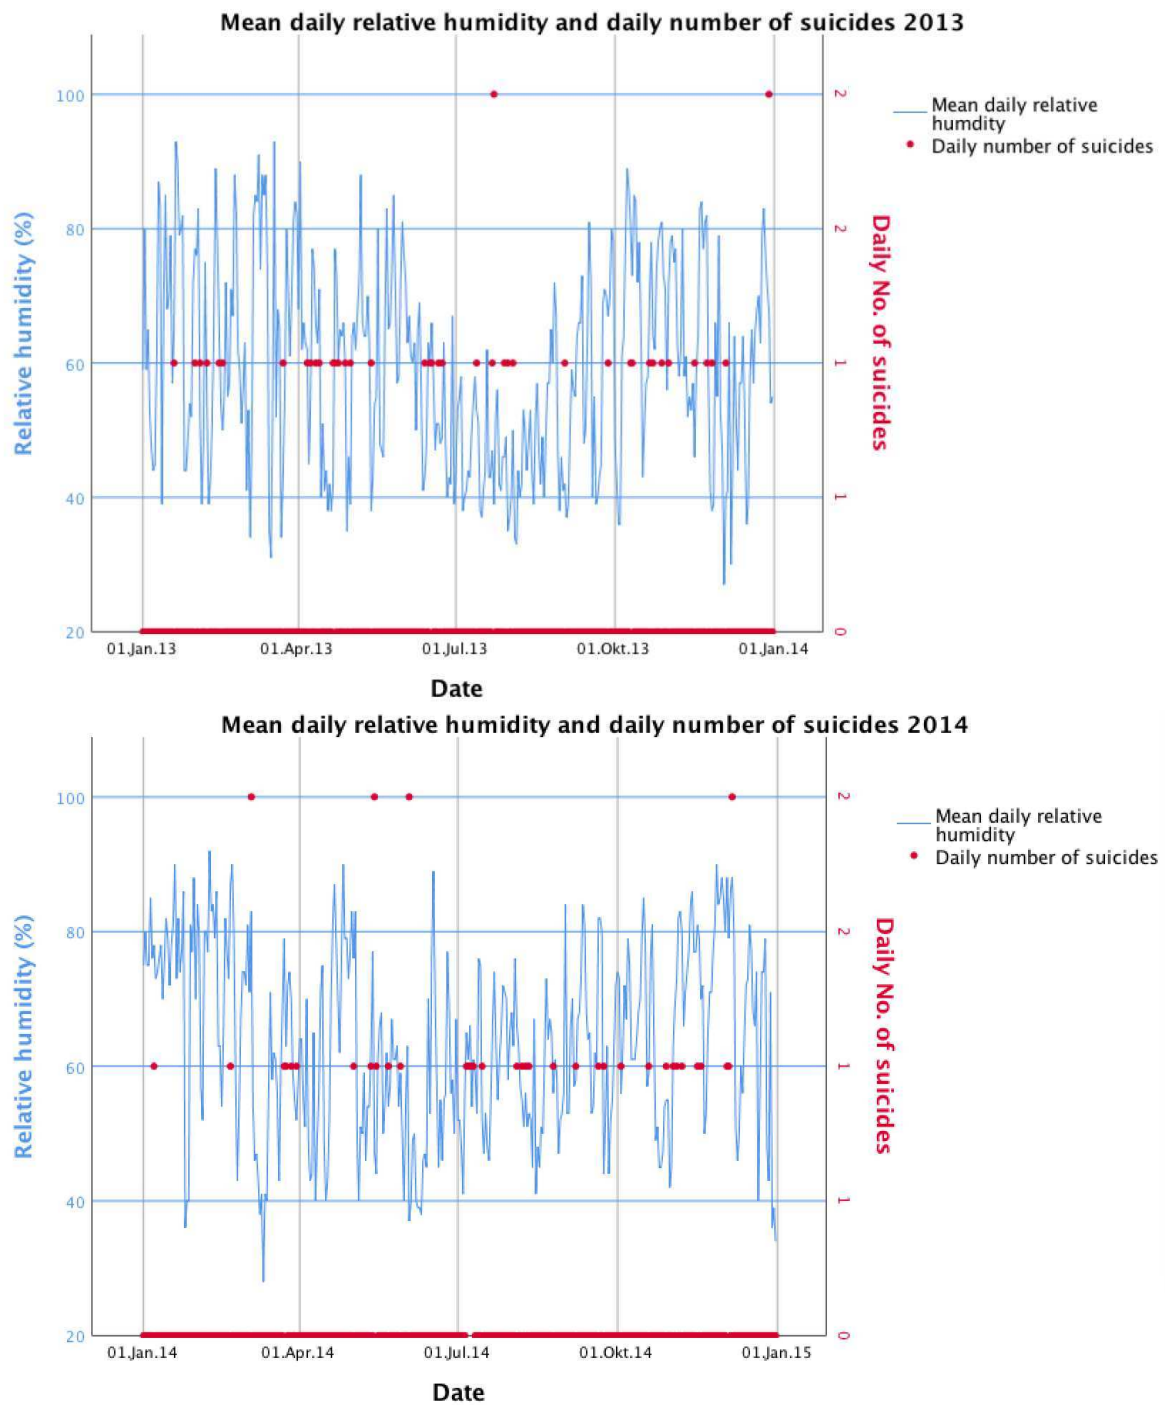 Mean daily relative humidity and daily number of suicides 2013
100
80
60
40
20
Relative humidity (%)
2
2
1
1
0
Daily No. of suicides
Mean daily relative
humdity
Daily number of suicides
01.Jan.13
01.Apr.13
01.Jul.13
01.Okt.13
01.Jan.14
Date
Mean daily relative humidity and daily number of suicides 2014
100
80
60
40
20
Relative humidity (%)
2
2
1
1
0
Daily No. of suicides
Mean daily relative
humidity
Daily number of suicides
01.Jan.14
01.Apr.14
01.Jul.14
01.Okt.14
01.Jan.15
Date